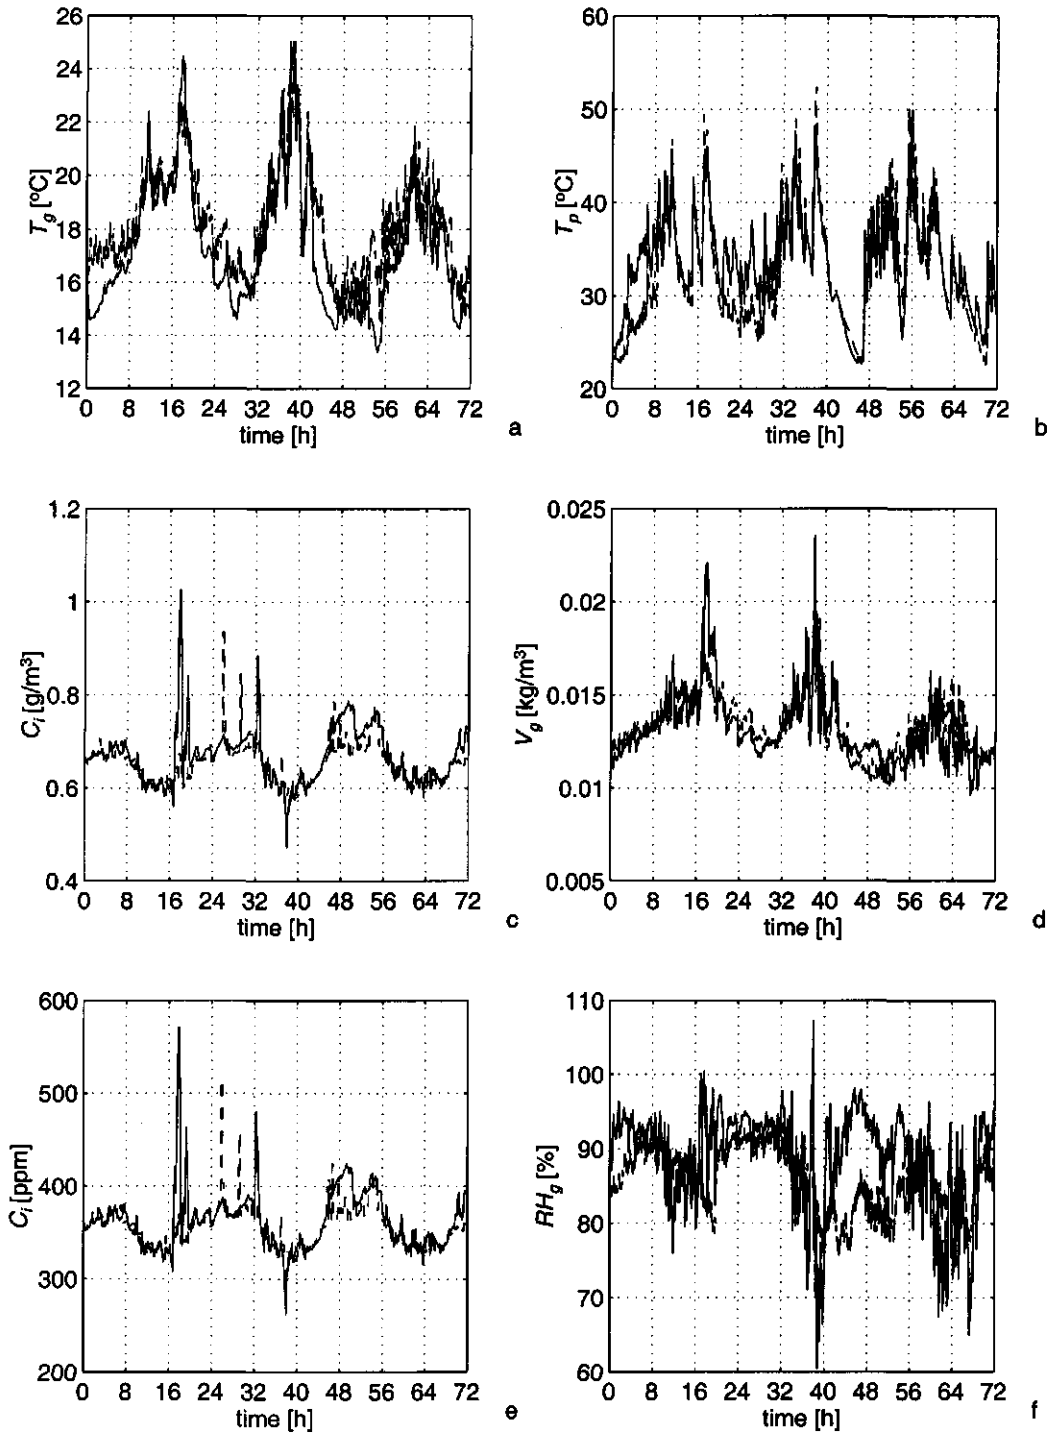 26
24
22
20
18
16
14
12
T_g [°C]
0 8 16 24 32 40 48 56 64 72
time [h]
a
60
50
40
30
20
T_p [°C]
0 8 16 24 32 40 48 56 64 72
time [h]
b
1.2
1
0.8
0.6
0.4
C_i [g/m³]
0 8 16 24 32 40 48 56 64 72
time [h]
c
0.025
0.02
0.015
0.01
0.005
V_g [kg/m³]
0 8 16 24 32 40 48 56 64 72
time [h]
d
600
500
400
300
200
C_i [ppm]
0 8 16 24 32 40 48 56 64 72
time [h]
e
110
100
90
80
70
60
RH_g [%]
0 8 16 24 32 40 48 56 64 72
time [h]
f